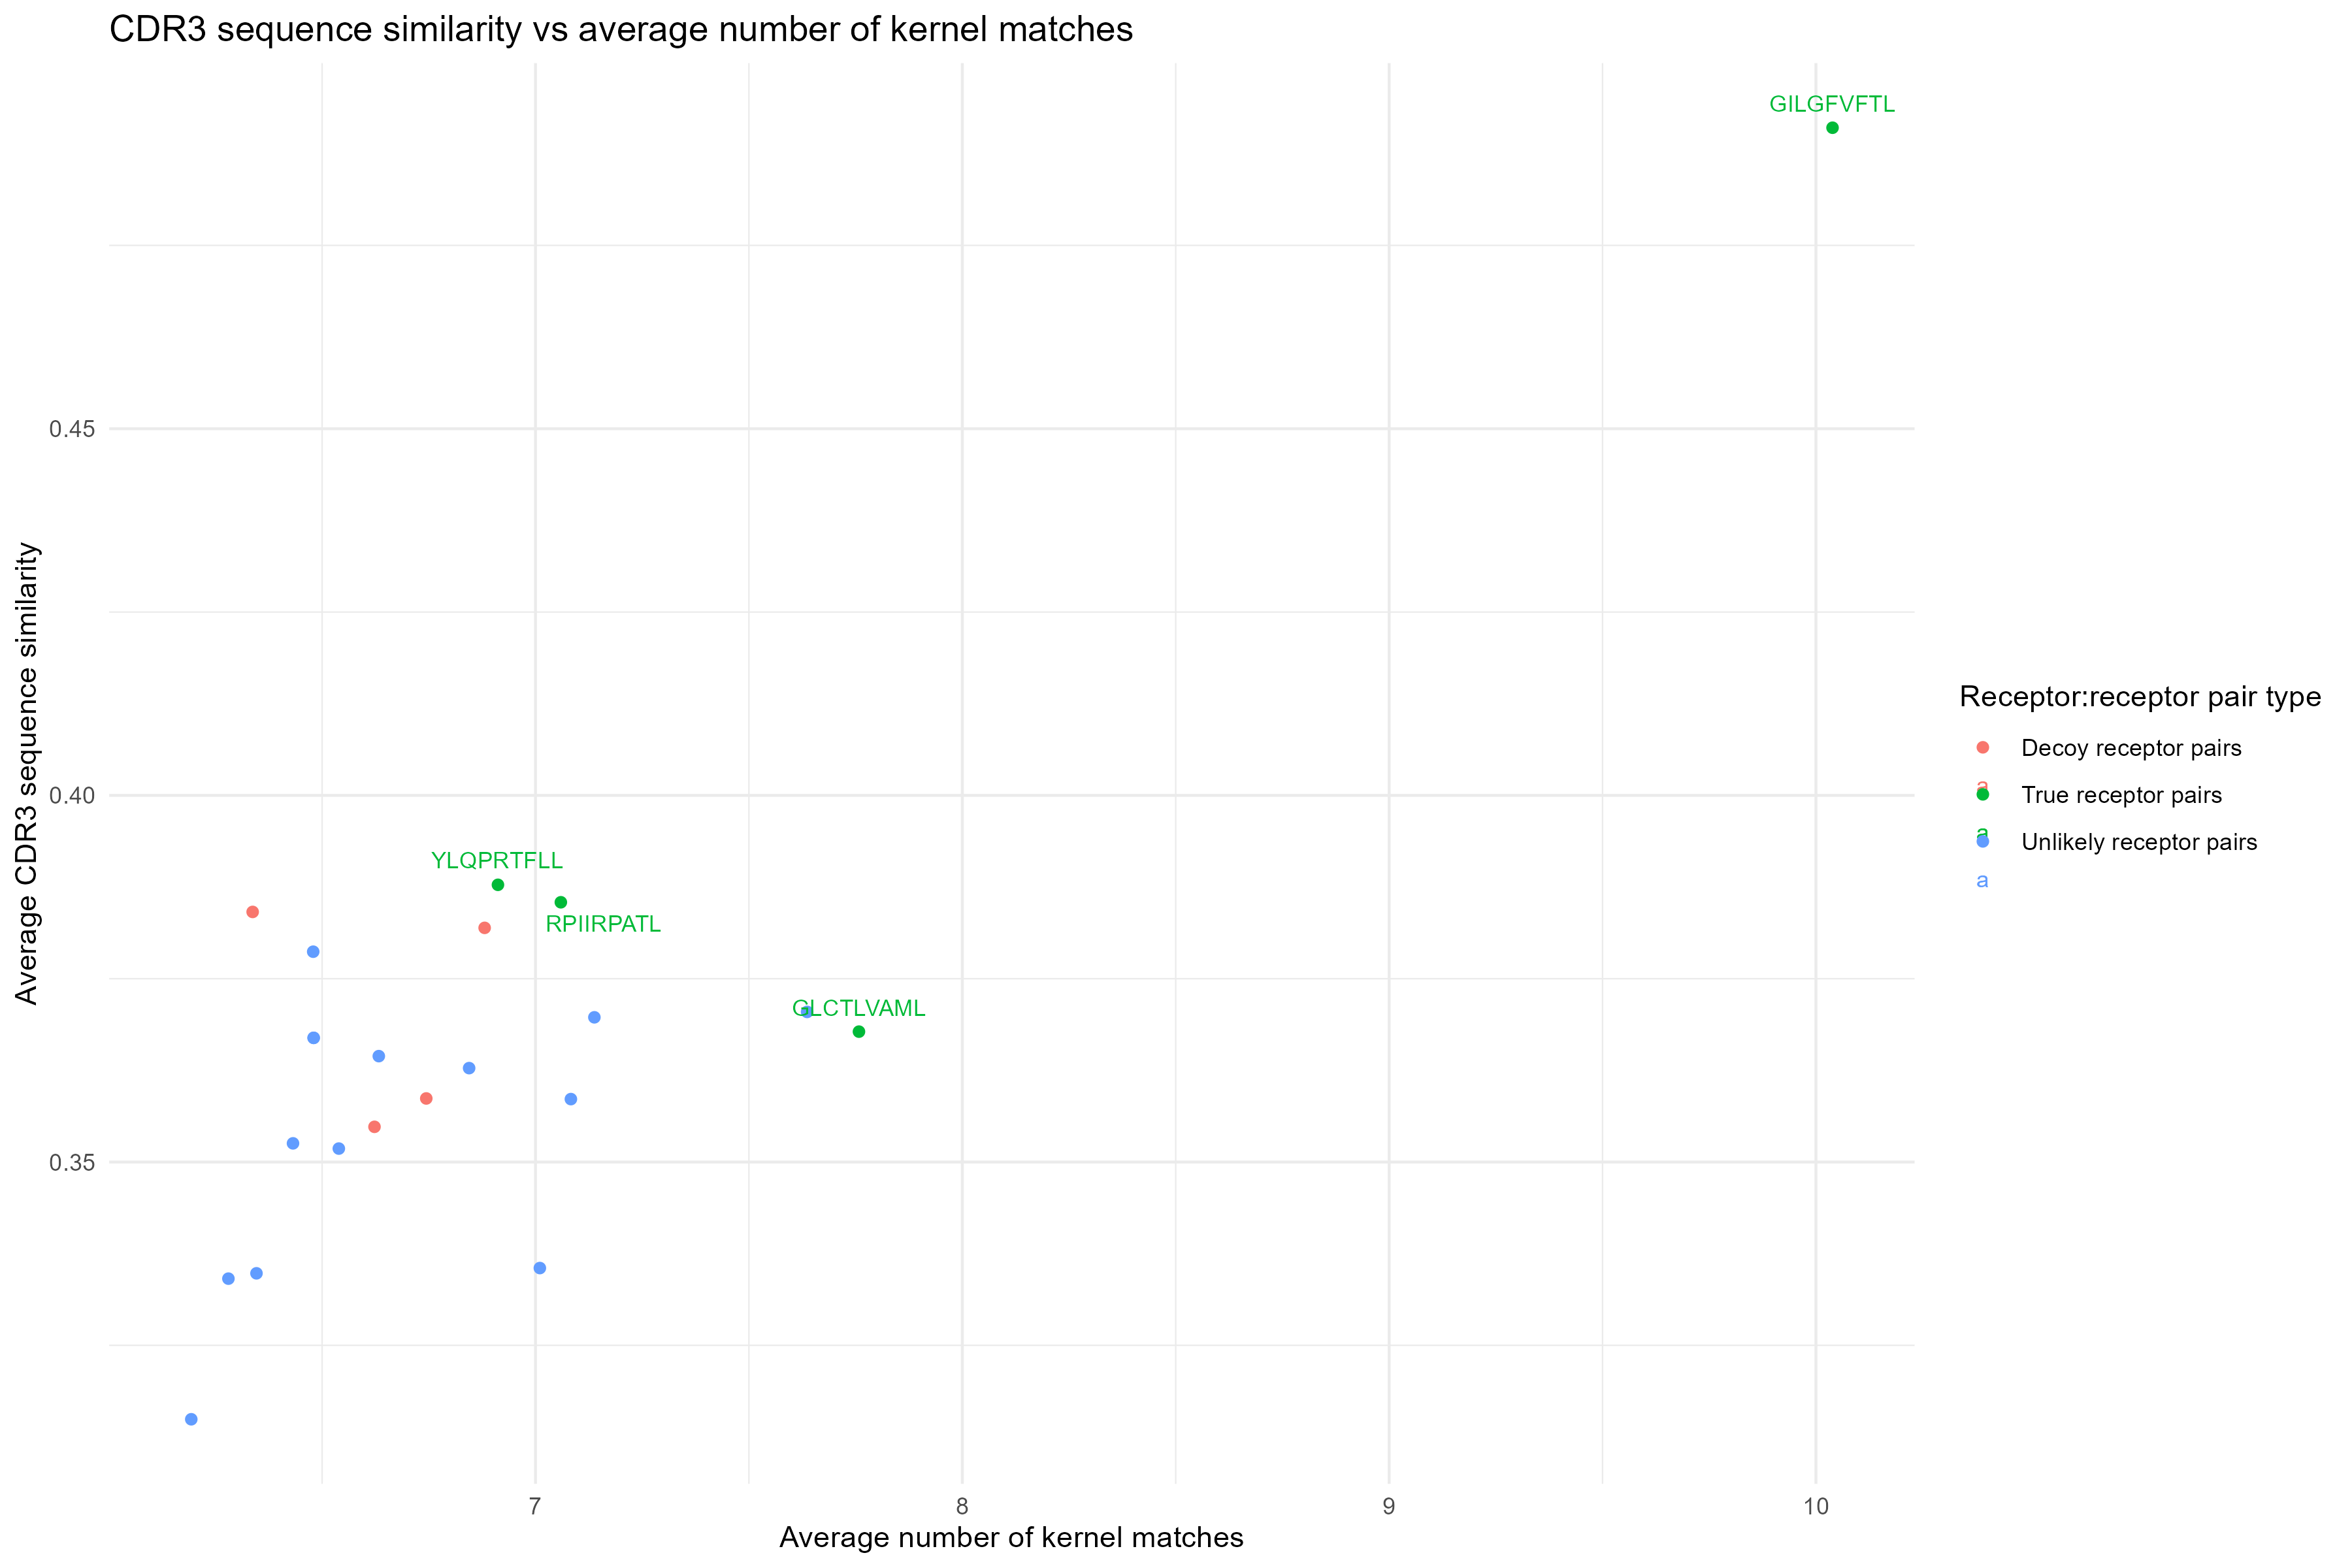 CDR3 sequence similarity vs average number of kernel matches
GILGFVFTL
0.45
0.40
0.35
YLQPRTFLL
RPIIRPATL
GLCTLVAML
Average CDR3 sequence similarity
7 8 9 10
Average number of kernel matches
Receptor:receptor pair type
Decoy receptor pairs
a
True receptor pairs
a
Unlikely receptor pairs
a